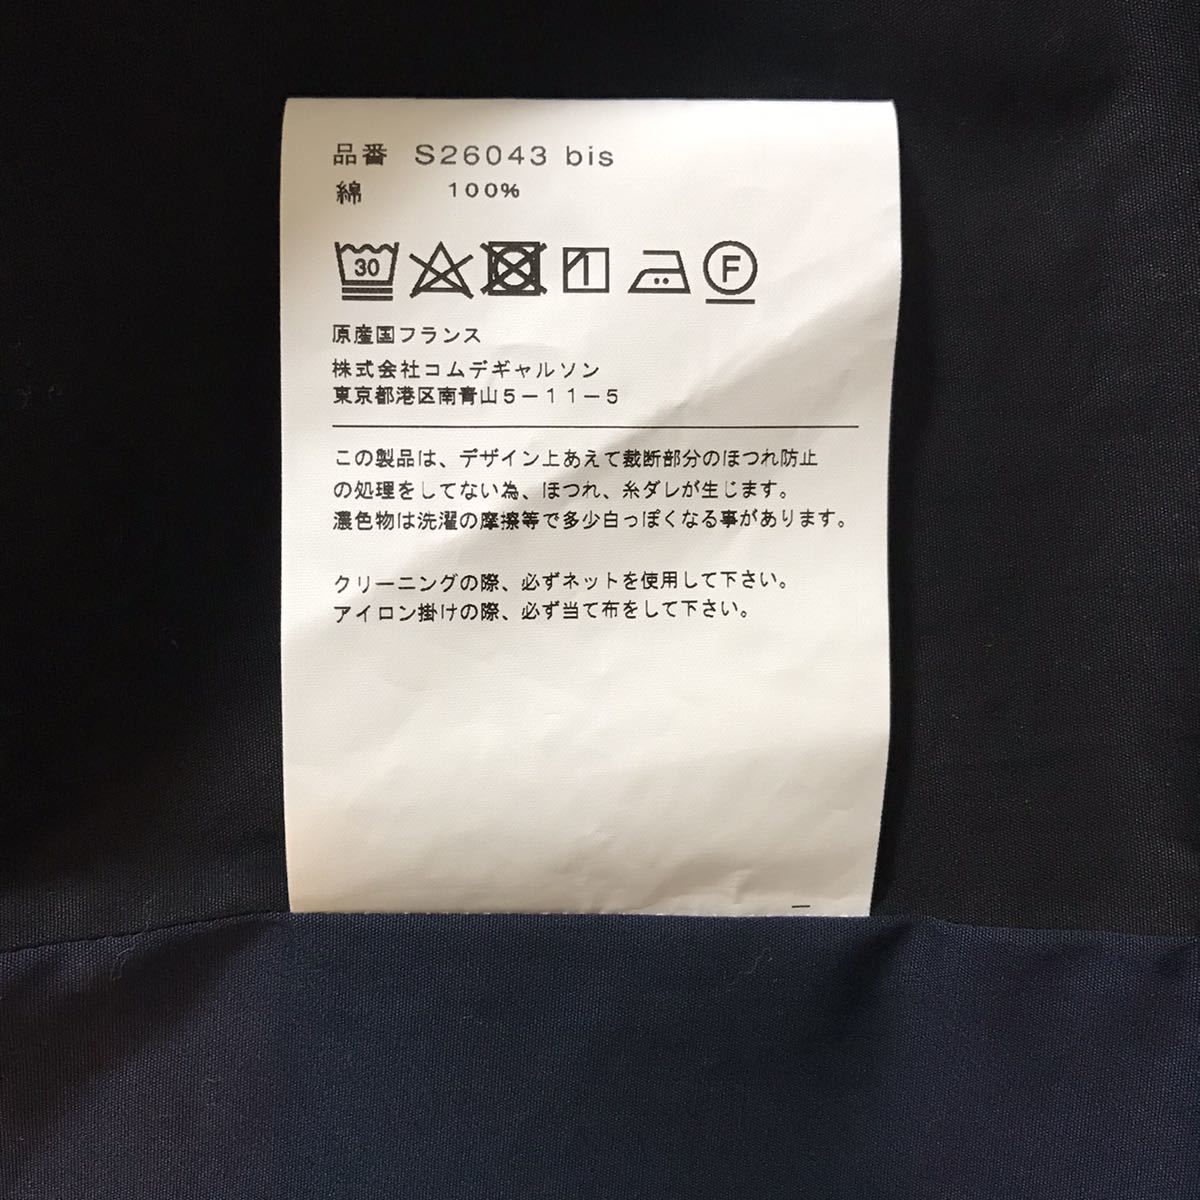 品番 S26043 bis
綿 100%
30 F
原産国フランス
株式会社コムデギャルソン
東京都港区南青山5-11-5
この製品は、デザイン上あえて裁断部分のほつれ防止
の処理をしてない為、ほつれ、糸ダレが生じます。
濃色物は洗濯の摩擦等で多少白っぽくなる事があります。
クリーニングの際、必ずネットを使用して下さい。
アイロン掛けの際、必ず当て布をして下さい。